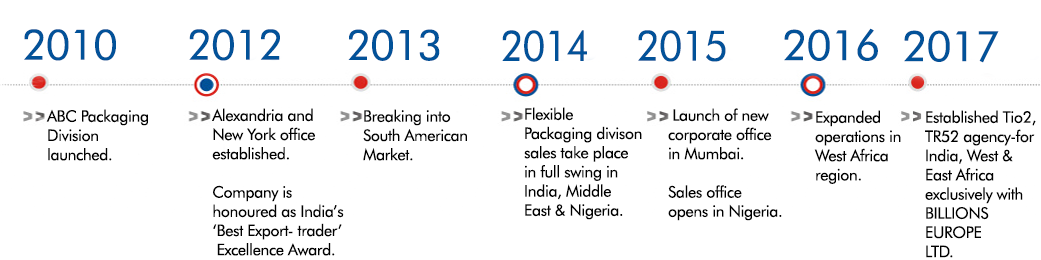 2010
ABC Packaging
Division
launched.
2012
Alexandria and
New York office
established.
Company is
honoured as India's
'Best Export- trader'
Excellence Award.
2013
Breaking into
South American
Market.
2014
Flexible
Packaging divison
sales take place
in full swing in
India, Middle
East & Nigeria.
2015
Launch of new
corporate office
in Mumbai.
Sales office
opens in Nigeria.
2016
Expanded
operations in
West Africa
region.
2017
Established Tio2,
TR52 agency-for
India, West &
East Africa
exclusively with
BILLIONS
EUROPE
LTD.